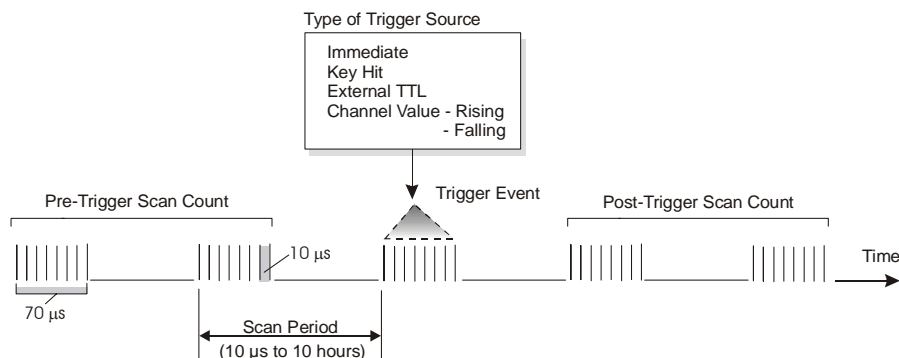 Type of Trigger Source
Immediate
Key Hit
External TTL
Channel Value - Rising
- Falling
Pre-Trigger Scan Count
Trigger Event
Post-Trigger Scan Count
10 µs
Time
70 µs
Scan Period
(10 µs to 10 hours)